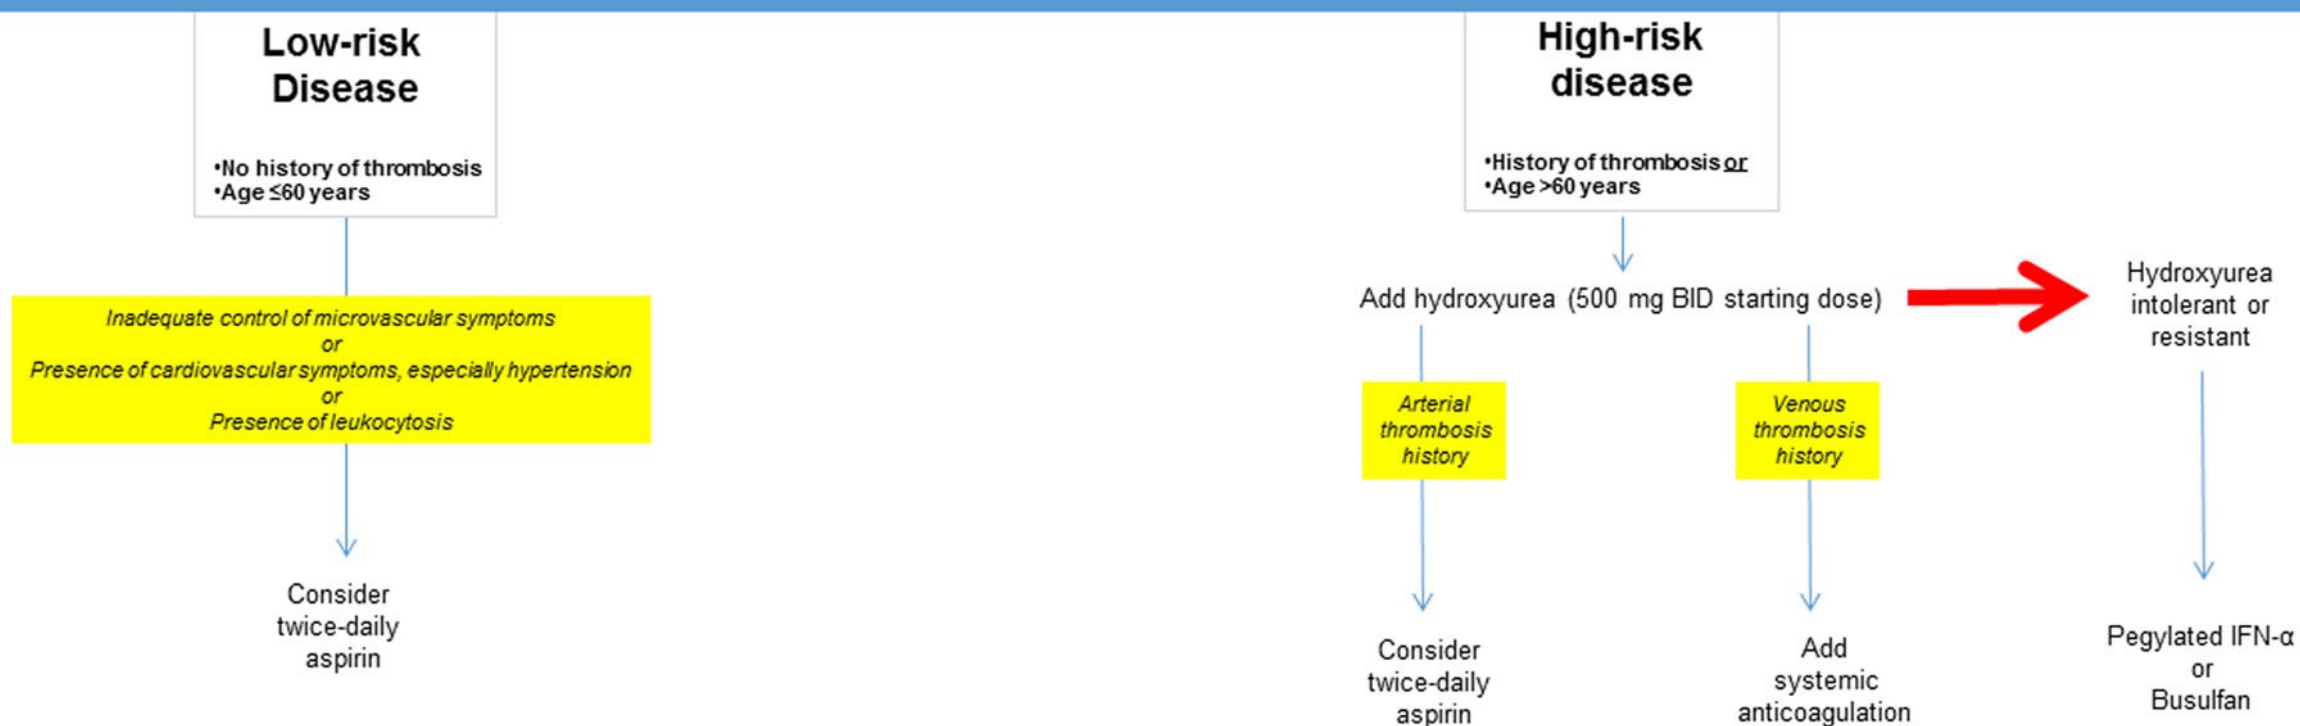 Low-risk
Disease
•No history of thrombosis
•Age ≤60 years
Inadequate control of microvascular symptoms
or
Presence of cardiovascular symptoms, especially hypertension
or
Presence of leukocytosis
Consider
twice-daily
aspirin
High-risk
disease
•History of thrombosis or
•Age >60 years
Add hydroxyurea (500 mg BID starting dose)
Arterial
thrombosis
history
Consider
twice-daily
aspirin
Venous
thrombosis
history
Add
systemic
anticoagulation
Hydroxyurea
intolerant or
resistant
Pegylated IFN-α
or
Busulfan